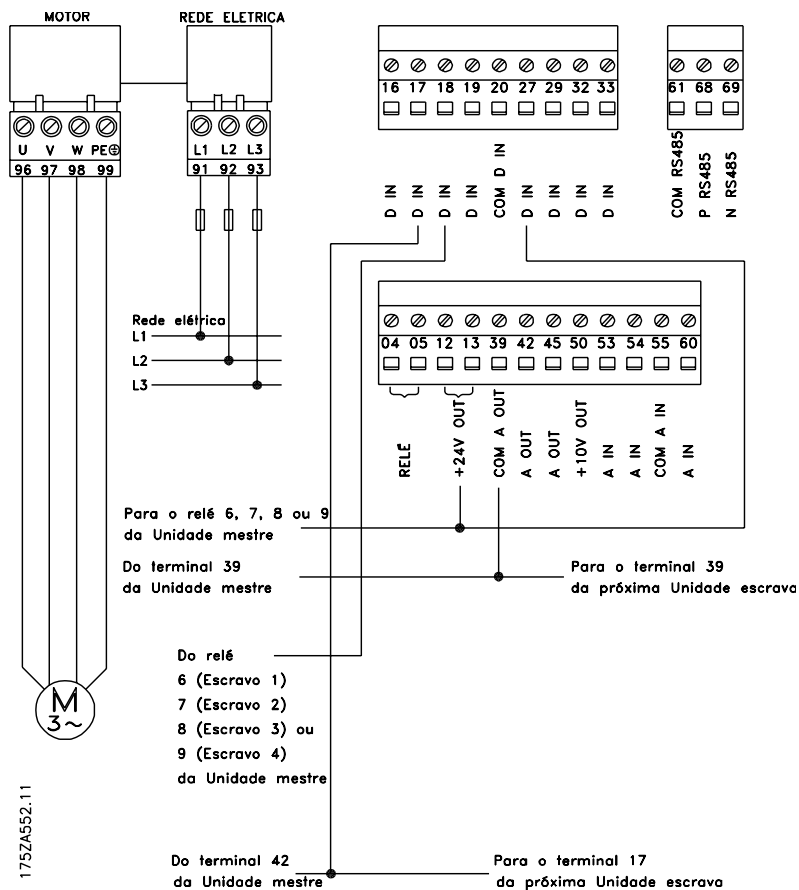 MOTOR
REDE ELETRICA
U V W PE
96 97 98 99
L1 L2 L3
91 92 93
16 17 18 19 20 27 29 32 33
61 68 69
D IN
D IN
D IN
D IN
COM D IN
D IN
D IN
D IN
D IN
COM RS485
P RS485
N RS485
Rede elétrica
L1
L2
L3
04 05 12 13 39 42 45 50 53 54 55 60
RELÉ
+24V OUT
COM A OUT
A OUT
A OUT
+10V OUT
A IN
A IN
COM A IN
A IN
Para o relé 6, 7, 8 ou 9
da Unidade mestre
Do terminal 39
da Unidade mestre
Para o terminal 39
da próxima Unidade escrava
Do relé
6 (Escravo 1)
7 (Escravo 2)
8 (Escravo 3) ou
9 (Escravo 4)
da Unidade mestre
M
3~
175ZA552.11
Do terminal 42
da Unidade mestre
Para o terminal 17
da próxima Unidade escrava